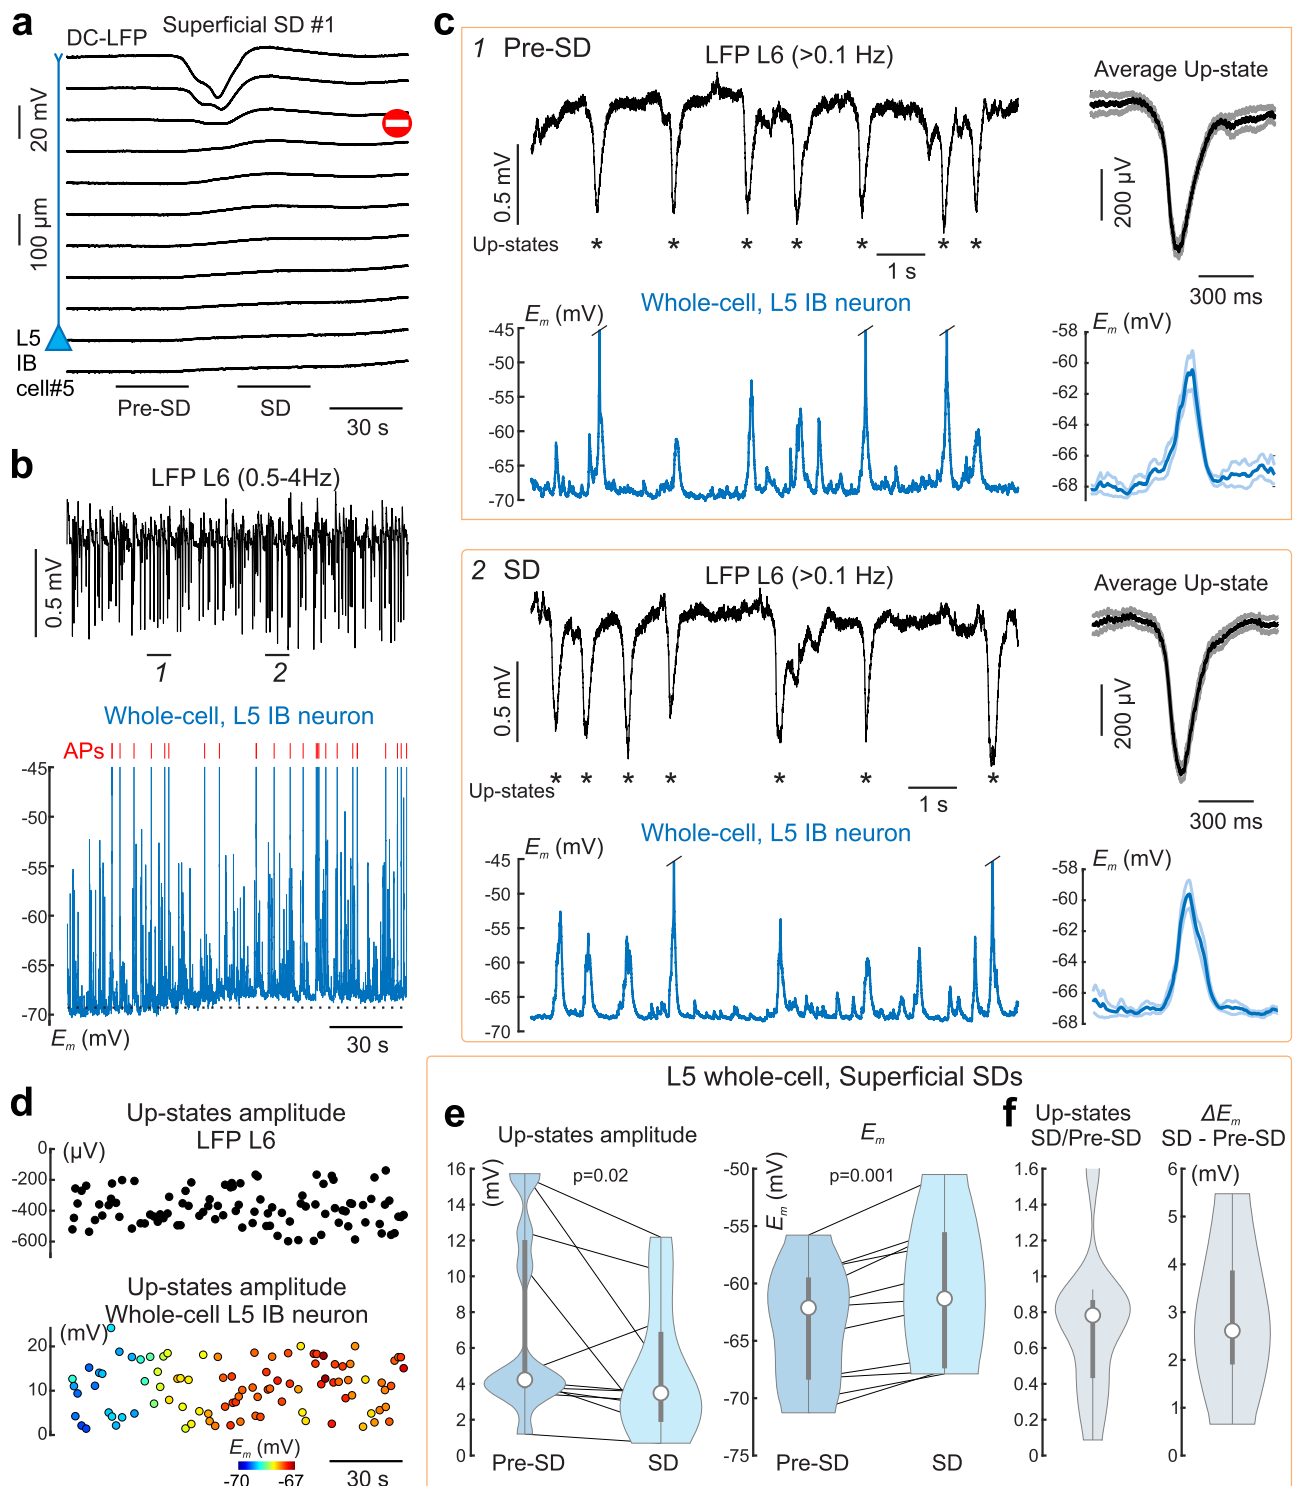 a
Superficial SD #1
DC-LFP
20 mV
100 µm
L5
IB
cell#5
Pre-SD
SD
30 s
b
LFP L6 (0.5-4Hz)
0.5 mV
1
2
Whole-cell, L5 IB neuron
APs
-45
-50
-55
-60
-65
-70
Em (mV)
30 s
c
1 Pre-SD
LFP L6 (>0.1 Hz)
Average Up-state
0.5 mV
200 µV
Up-states * * * * * * *
1 s
300 ms
Whole-cell, L5 IB neuron
Em (mV)
-45
-50
-55
-60
-65
-70
Em (mV)
-58
-60
-62
-64
-66
-68
2 SD
LFP L6 (>0.1 Hz)
Average Up-state
0.5 mV
200 µV
Up-states * * * * * * *
1 s
300 ms
Whole-cell, L5 IB neuron
Em (mV)
-45
-50
-55
-60
-65
-70
Em (mV)
-58
-60
-62
-64
-66
-68
d
Up-states amplitude
LFP L6
(µV)
0
-200
-400
-600
Up-states amplitude
Whole-cell L5 IB neuron
(mV)
20
10
0
Em (mV)
-70 -67
30 s
L5 whole-cell, Superficial SDs
e
Up-states amplitude
(mV)
p=0.02
16
14
12
10
8
6
4
2
0
Pre-SD SD
Em
Em (mV)
p=0.001
-50
-55
-60
-65
-70
-75
Pre-SD SD
f
Up-states
SD/Pre-SD
1.6
1.4
1.2
1
0.8
0.6
0.4
0.2
0
ΔEm
SD - Pre-SD
(mV)
6
5
4
3
2
1
0